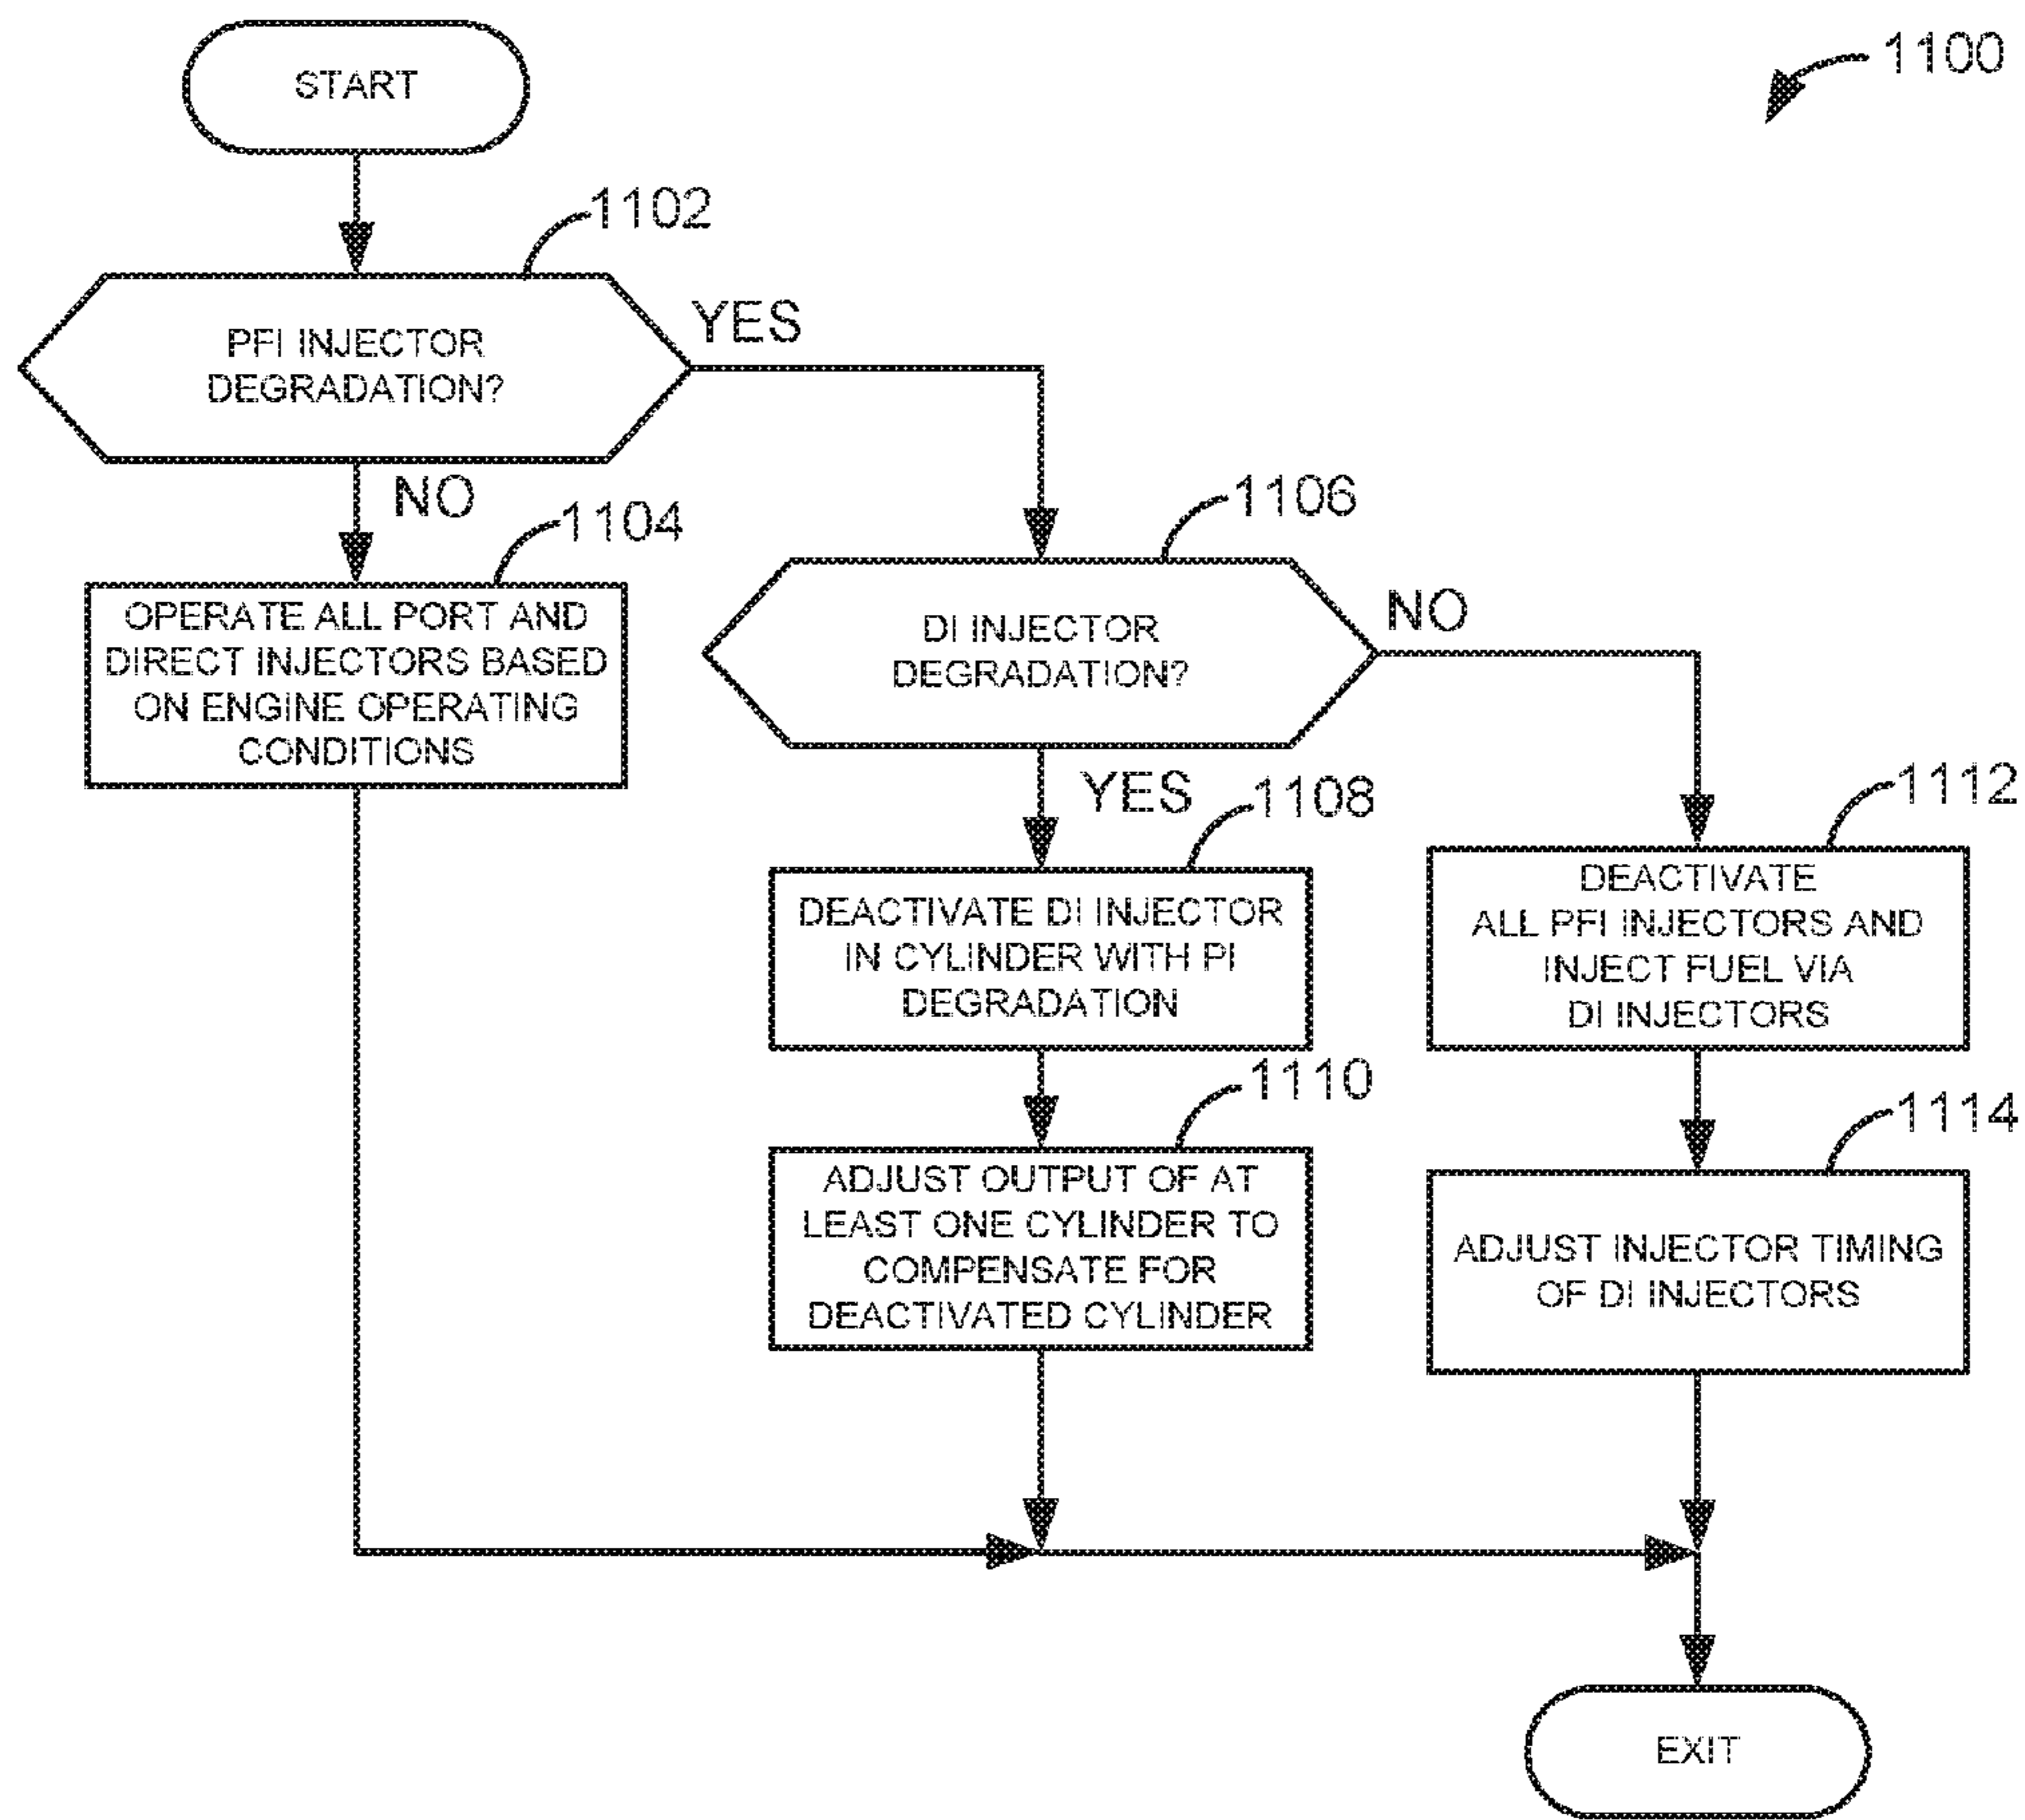 START
1100
1102
PFI INJECTOR
DEGRADATION?
YES
NO
1104
OPERATE ALL PORT AND
DIRECT INJECTORS BASED
ON ENGINE OPERATING
CONDITIONS
1106
DI INJECTOR
DEGRADATION?
NO
YES
1108
DEACTIVATE DI INJECTOR
IN CYLINDER WITH PI
DEGRADATION
1112
DEACTIVATE
ALL PFI INJECTORS AND
INJECT FUEL VIA
DI INJECTORS
1110
ADJUST OUTPUT OF AT
LEAST ONE CYLINDER TO
COMPENSATE FOR
DEACTIVATED CYLINDER
1114
ADJUST INJECTOR TIMING
OF DI INJECTORS
EXIT